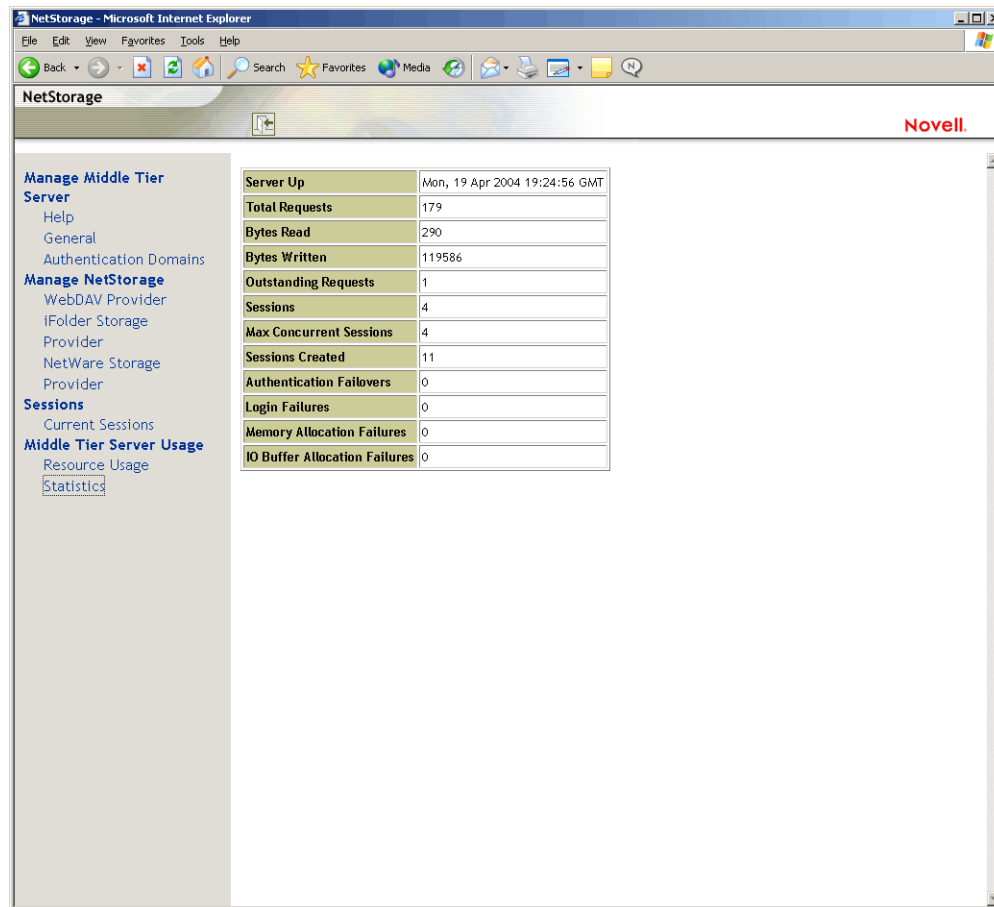 NetStorage - Microsoft Internet Explorer
File Edit View Favorites Tools Help
Back Search Favorites Media
N
NetStorage
Novell.
Manage Middle Tier
Server
Help
General
Authentication Domains
Manage NetStorage
WebDAV Provider
iFolder Storage
Provider
NetWare Storage
Provider
Sessions
Current Sessions
Middle Tier Server Usage
Resource Usage
Statistics
Server Up Mon, 19 Apr 2004 19:24:56 GMT
Total Requests 179
Bytes Read 290
Bytes Written 119586
Outstanding Requests 1
Sessions 4
Max Concurrent Sessions 4
Sessions Created 11
Authentication Failovers 0
Login Failures 0
Memory Allocation Failures 0
IO Buffer Allocation Failures 0